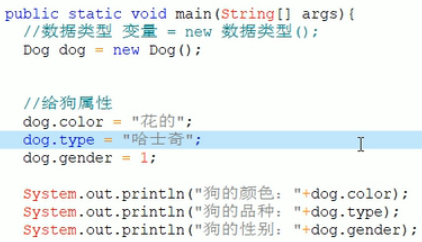 public static void main(String[] args){
//数据类型 变量 = new 数据类型();
Dog dog = new Dog();
//给狗属性
dog.color = "花的";
dog.type = "哈士奇";
dog.gender = 1;
System.out.println("狗的颜色："+dog.color);
System.out.println("狗的品种："+dog.type);
System.out.println("狗的性别："+dog.gender);